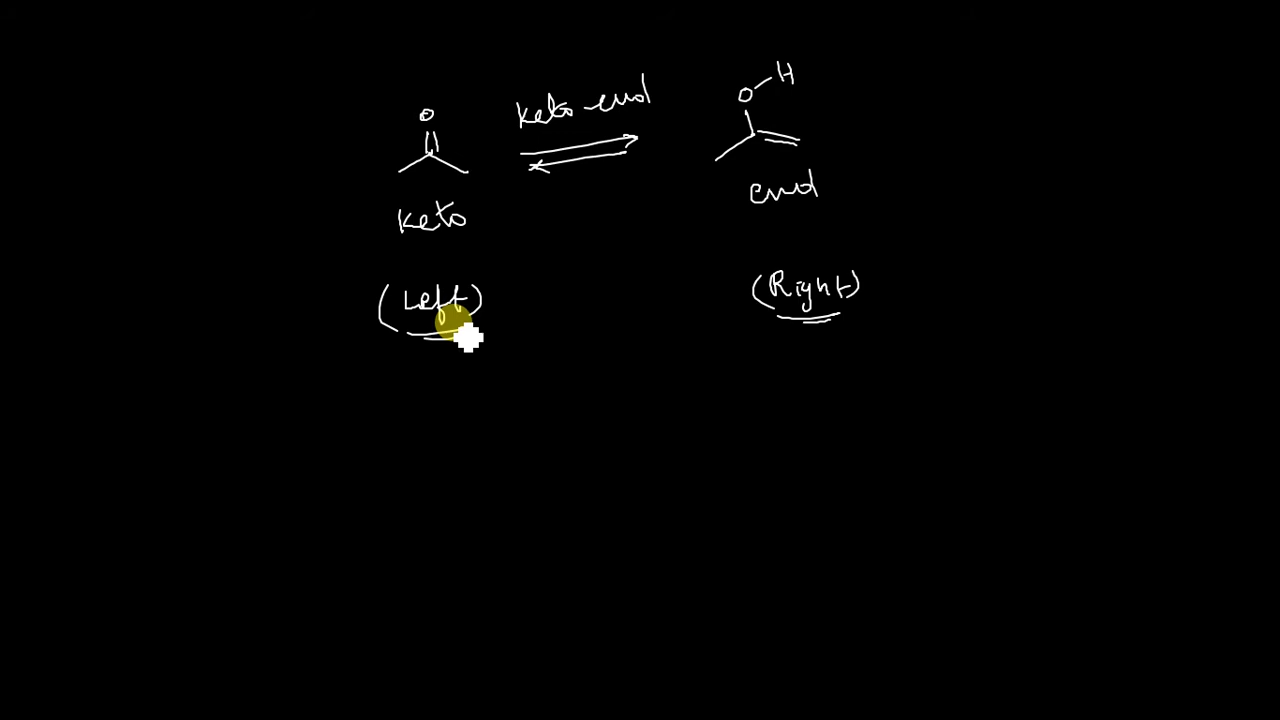 H
O
O
Keto-enol
enol
Keto
(Left)
(Right)